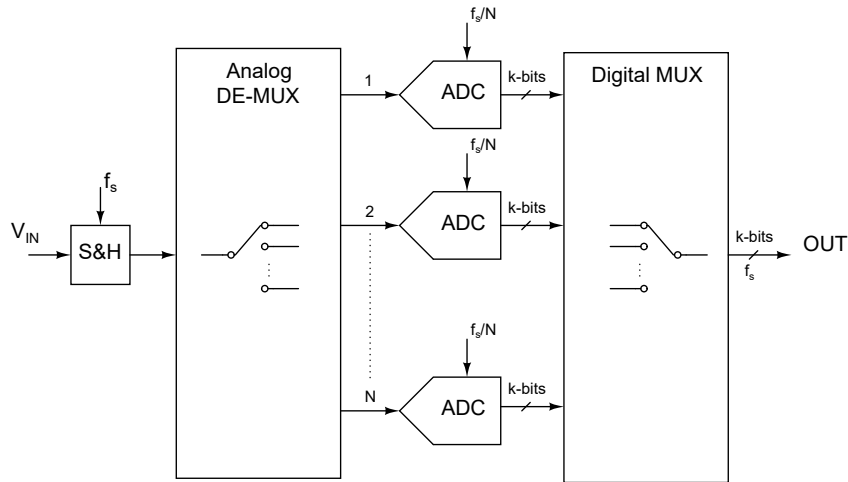 Analog
DE-MUX
Digital MUX
f_s/N
1
ADC
k-bits
f_s/N
2
ADC
k-bits
f_s
V_IN
S&H
k-bits
f_s
OUT
f_s/N
N
ADC
k-bits